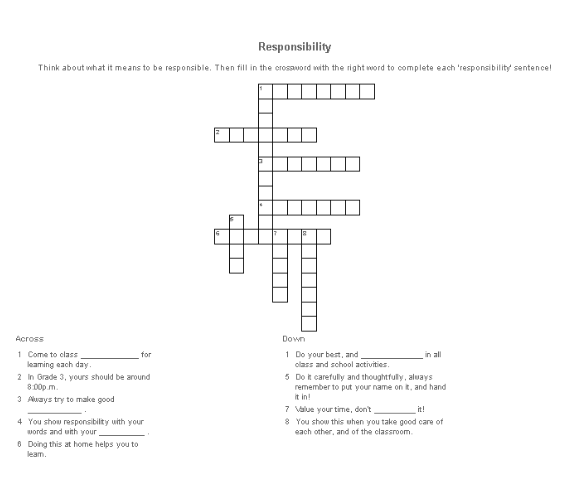 Responsibility
Think about what it means to be responsible. Then fill in the crossword with the right word to complete each 'responsibility' sentence!
1
2
3
4
5
6 7 8
Across
1 Come to class ______________ for
learning each day.
2 In Grade 3, yours should be around
8:00p.m.
3 Always try to make good
_____________ .
4 You show responsibility with your
words and with your ___________ .
6 Doing this at home helps you to
learn.
Down
1 Do your best, and _______________ in all
class and school activities.
5 Do it carefully and thoughtfully, always
remember to put your name on it, and hand
it in!
7 Value your time, don't __________ it!
8 You show this when you take good care of
each other, and of the classroom.